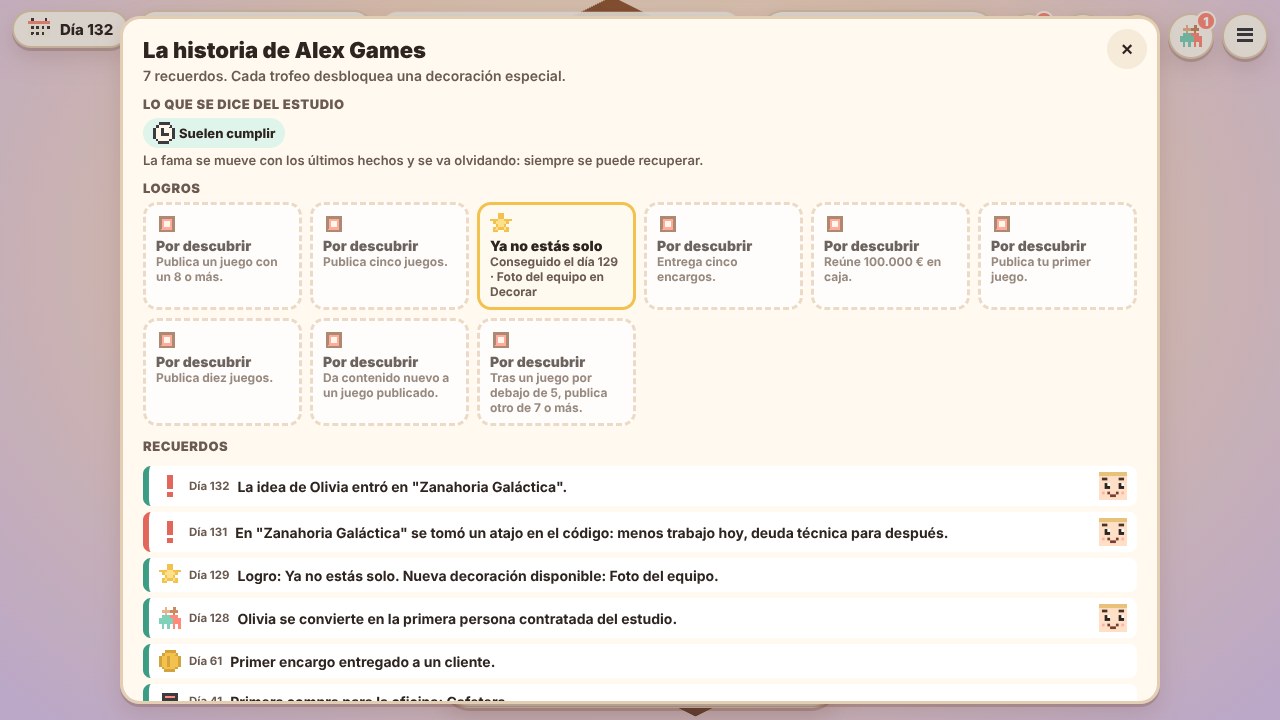 Día 132
1
La historia de Alex Games
7 recuerdos. Cada trofeo desbloquea una decoración especial.
LO QUE SE DICE DEL ESTUDIO
Suelen cumplir
La fama se mueve con los últimos hechos y se va olvidando: siempre se puede recuperar.
LOGROS
Por descubrir
Publica un juego con
un 8 o más.
Por descubrir
Publica cinco juegos.
Ya no estás solo
Conseguido el día 129
· Foto del equipo en
Decorar
Por descubrir
Entrega cinco
encargos.
Por descubrir
Reúne 100.000 € en
caja.
Por descubrir
Publica tu primer
juego.
Por descubrir
Publica diez juegos.
Por descubrir
Da contenido nuevo a
un juego publicado.
Por descubrir
Tras un juego por
debajo de 5, publica
otro de 7 o más.
RECUERDOS
Día 132 La idea de Olivia entró en "Zanahoria Galáctica".
Día 131 En "Zanahoria Galáctica" se tomó un atajo en el código: menos trabajo hoy, deuda técnica para después.
Día 129 Logro: Ya no estás solo. Nueva decoración disponible: Foto del equipo.
Día 128 Olivia se convierte en la primera persona contratada del estudio.
Día 61 Primer encargo entregado a un cliente.
Día 41 Primera compra para la oficina: Cafetera.